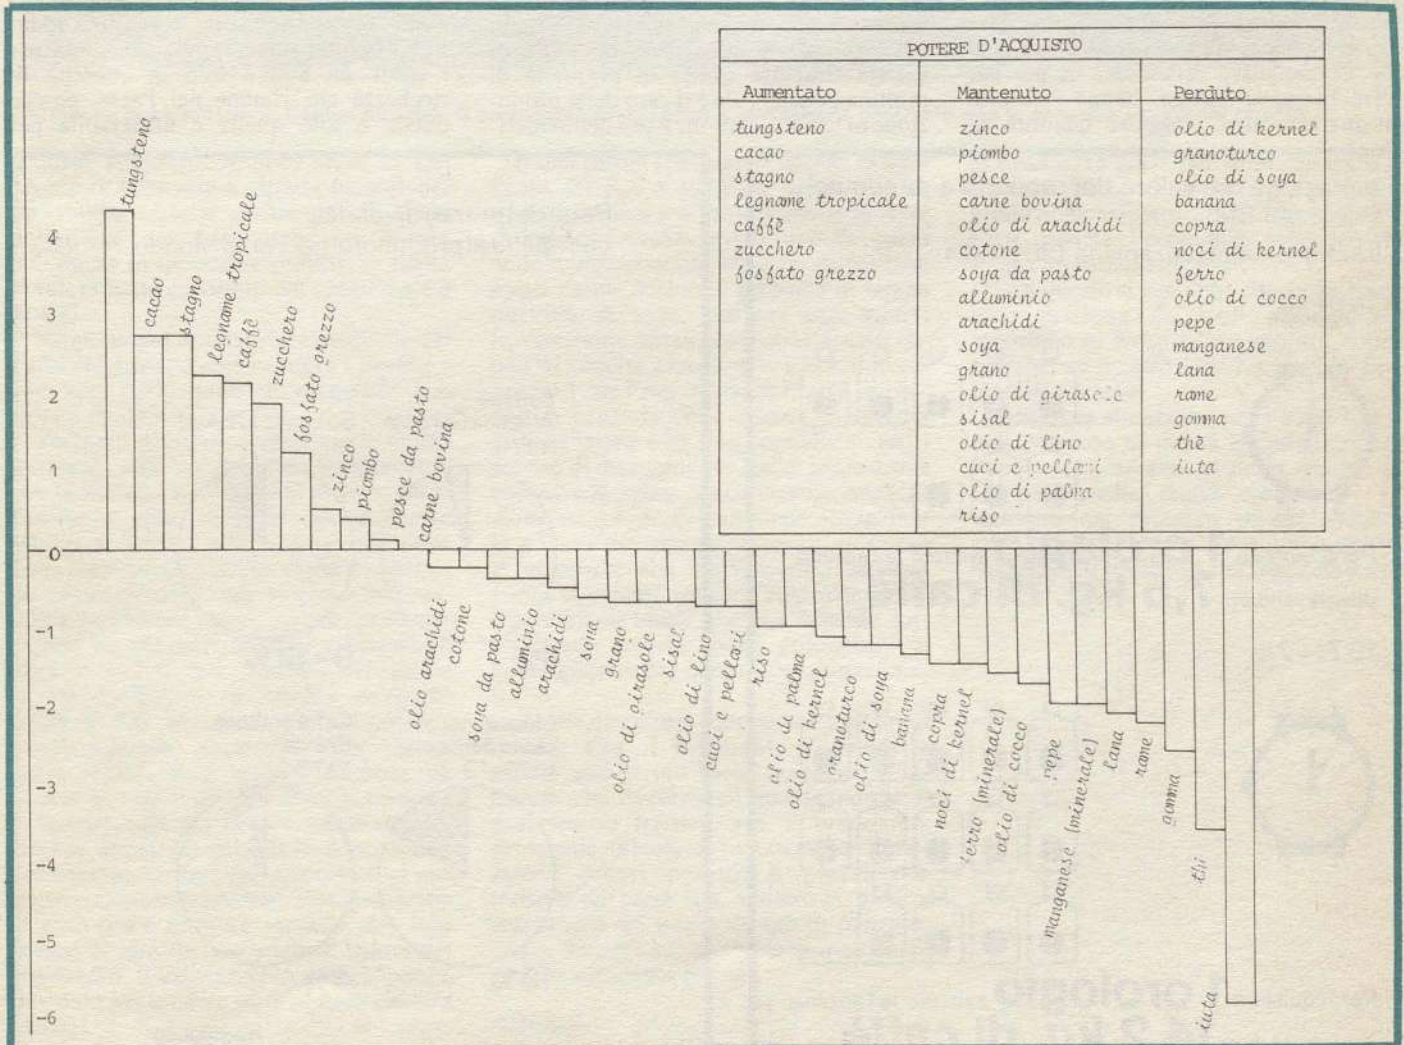 POTERE D'ACQUISTO
Aumentato Mantenuto Perduto
tungsteno zinco olio di kernel
cacao piombo granoturco
stagno pesce olio di soya
legname tropicale carne bovina banana
caffè olio di arachidi copra
zucchero cotone noci di kernel
fosfato grezzo soya da pasto ferro
alluminio olio di cocco
arachidi pepe
soya manganese
grano lana
olio di girasole rame
sisal gomma
olio di lino thè
cuoi e pellami iuta
olio di palma
riso
4
3
2
1
0
-1
-2
-3
-4
-5
-6
tungsteno
cacao
stagno
legname tropicale
caffè
zucchero
fosfato grezzo
zinco
piombo
pesce da pasto
carne bovina
olio arachidi
cotone
soya da pasto
alluminio
arachidi
soya
grano
olio di girasole
sisal
olio di lino
cuoi e pellami
riso
olio di palma
olio di kernel
granoturco
olio di soya
banana
copra
noci di kernel
ferro (minerale)
olio di cocco
pepe
manganese (minerale)
lana
rame
gomma
thi
iuta
orologio